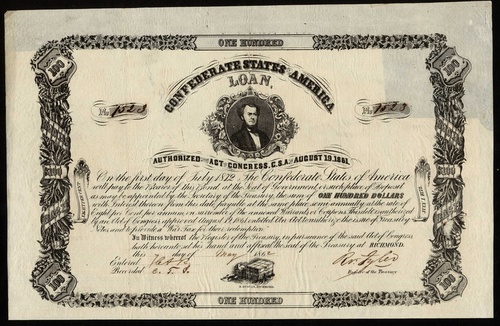 ONE HUNDRED
CONFEDERATE STATES AMERICA
LOAN,
No 1523 No 1523
100 100
AUTHORIZED BY ACT OF CONGRESS, C.S.A. OF AUGUST 19, 1861.
On the first day of July 1872 The Confederate States of America
will pay to the Bearer of this Bond at the Seat of Government or such place of Deposit
as may be appointed by the Secretary of the Treasury, the sum of ONE HUNDRED DOLLARS
with Interest thereon from this date, payable at the same place semi-annually at the rate of
Eight per Cent per annum, on surrender of the annexed Warrants or Coupons, this debt is authorized
by an Act of Congress approved August 19, 1861, entitled An Act to authorize the issue of Treasury
Notes, and to provide a War Tax for their redemption
In Witness whereof the Register of the Treasury, in pursuance of the said Act of Congress
hath hereunto set his Hand and affixed the seal of the Treasury at RICHMOND,
this day of May 1862
Entered
Recorded Register of the Treasury
100 100
ONE HUNDRED